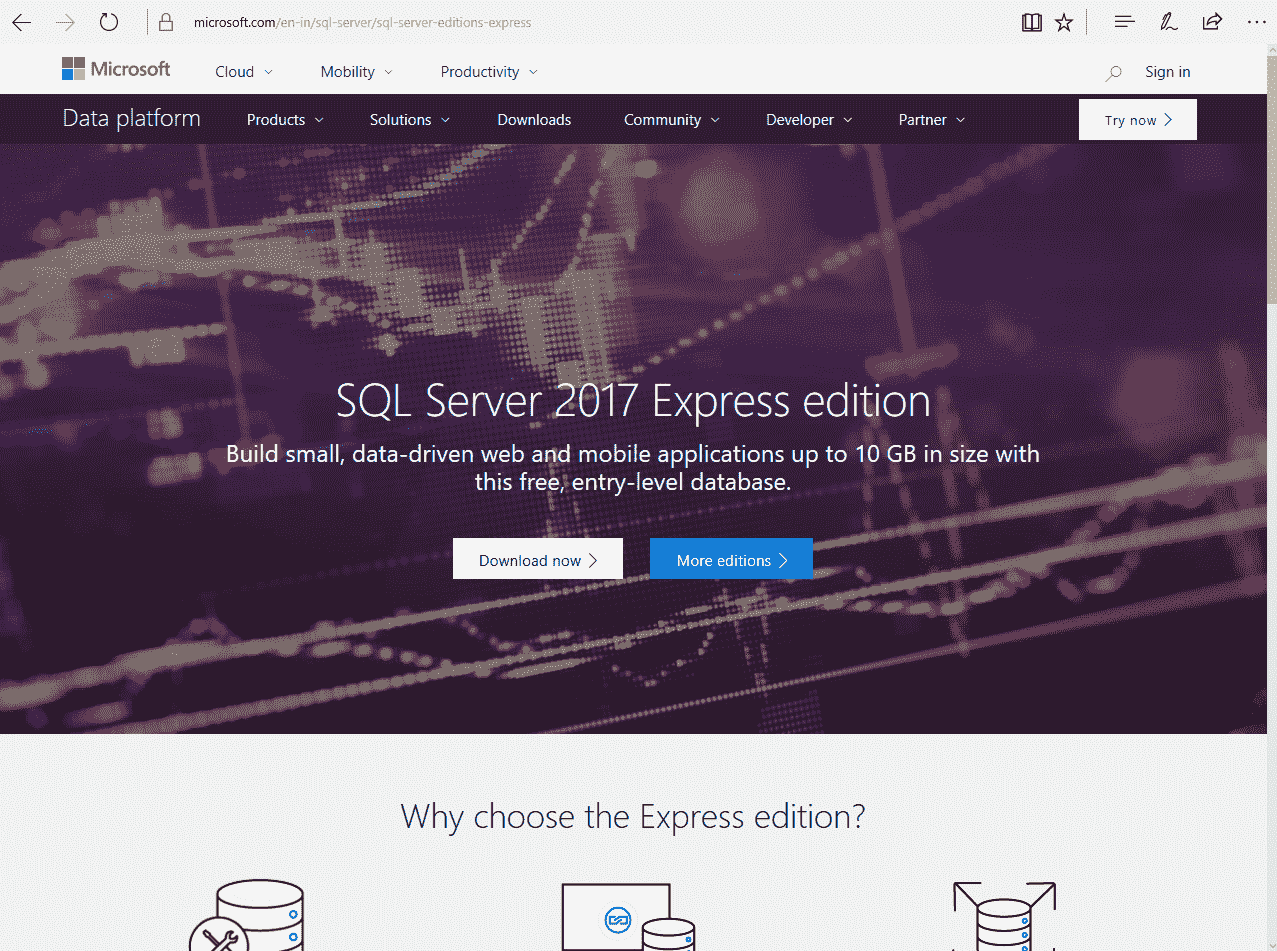 microsoft.com/en-in/sql-server/sql-server-editions-express
Microsoft Cloud Mobility Productivity Sign in
Data platform Products Solutions Downloads Community Developer Partner Try now
SQL Server 2017 Express edition
Build small, data-driven web and mobile applications up to 10 GB in size with
this free, entry-level database.
Download now More editions
Why choose the Express edition?